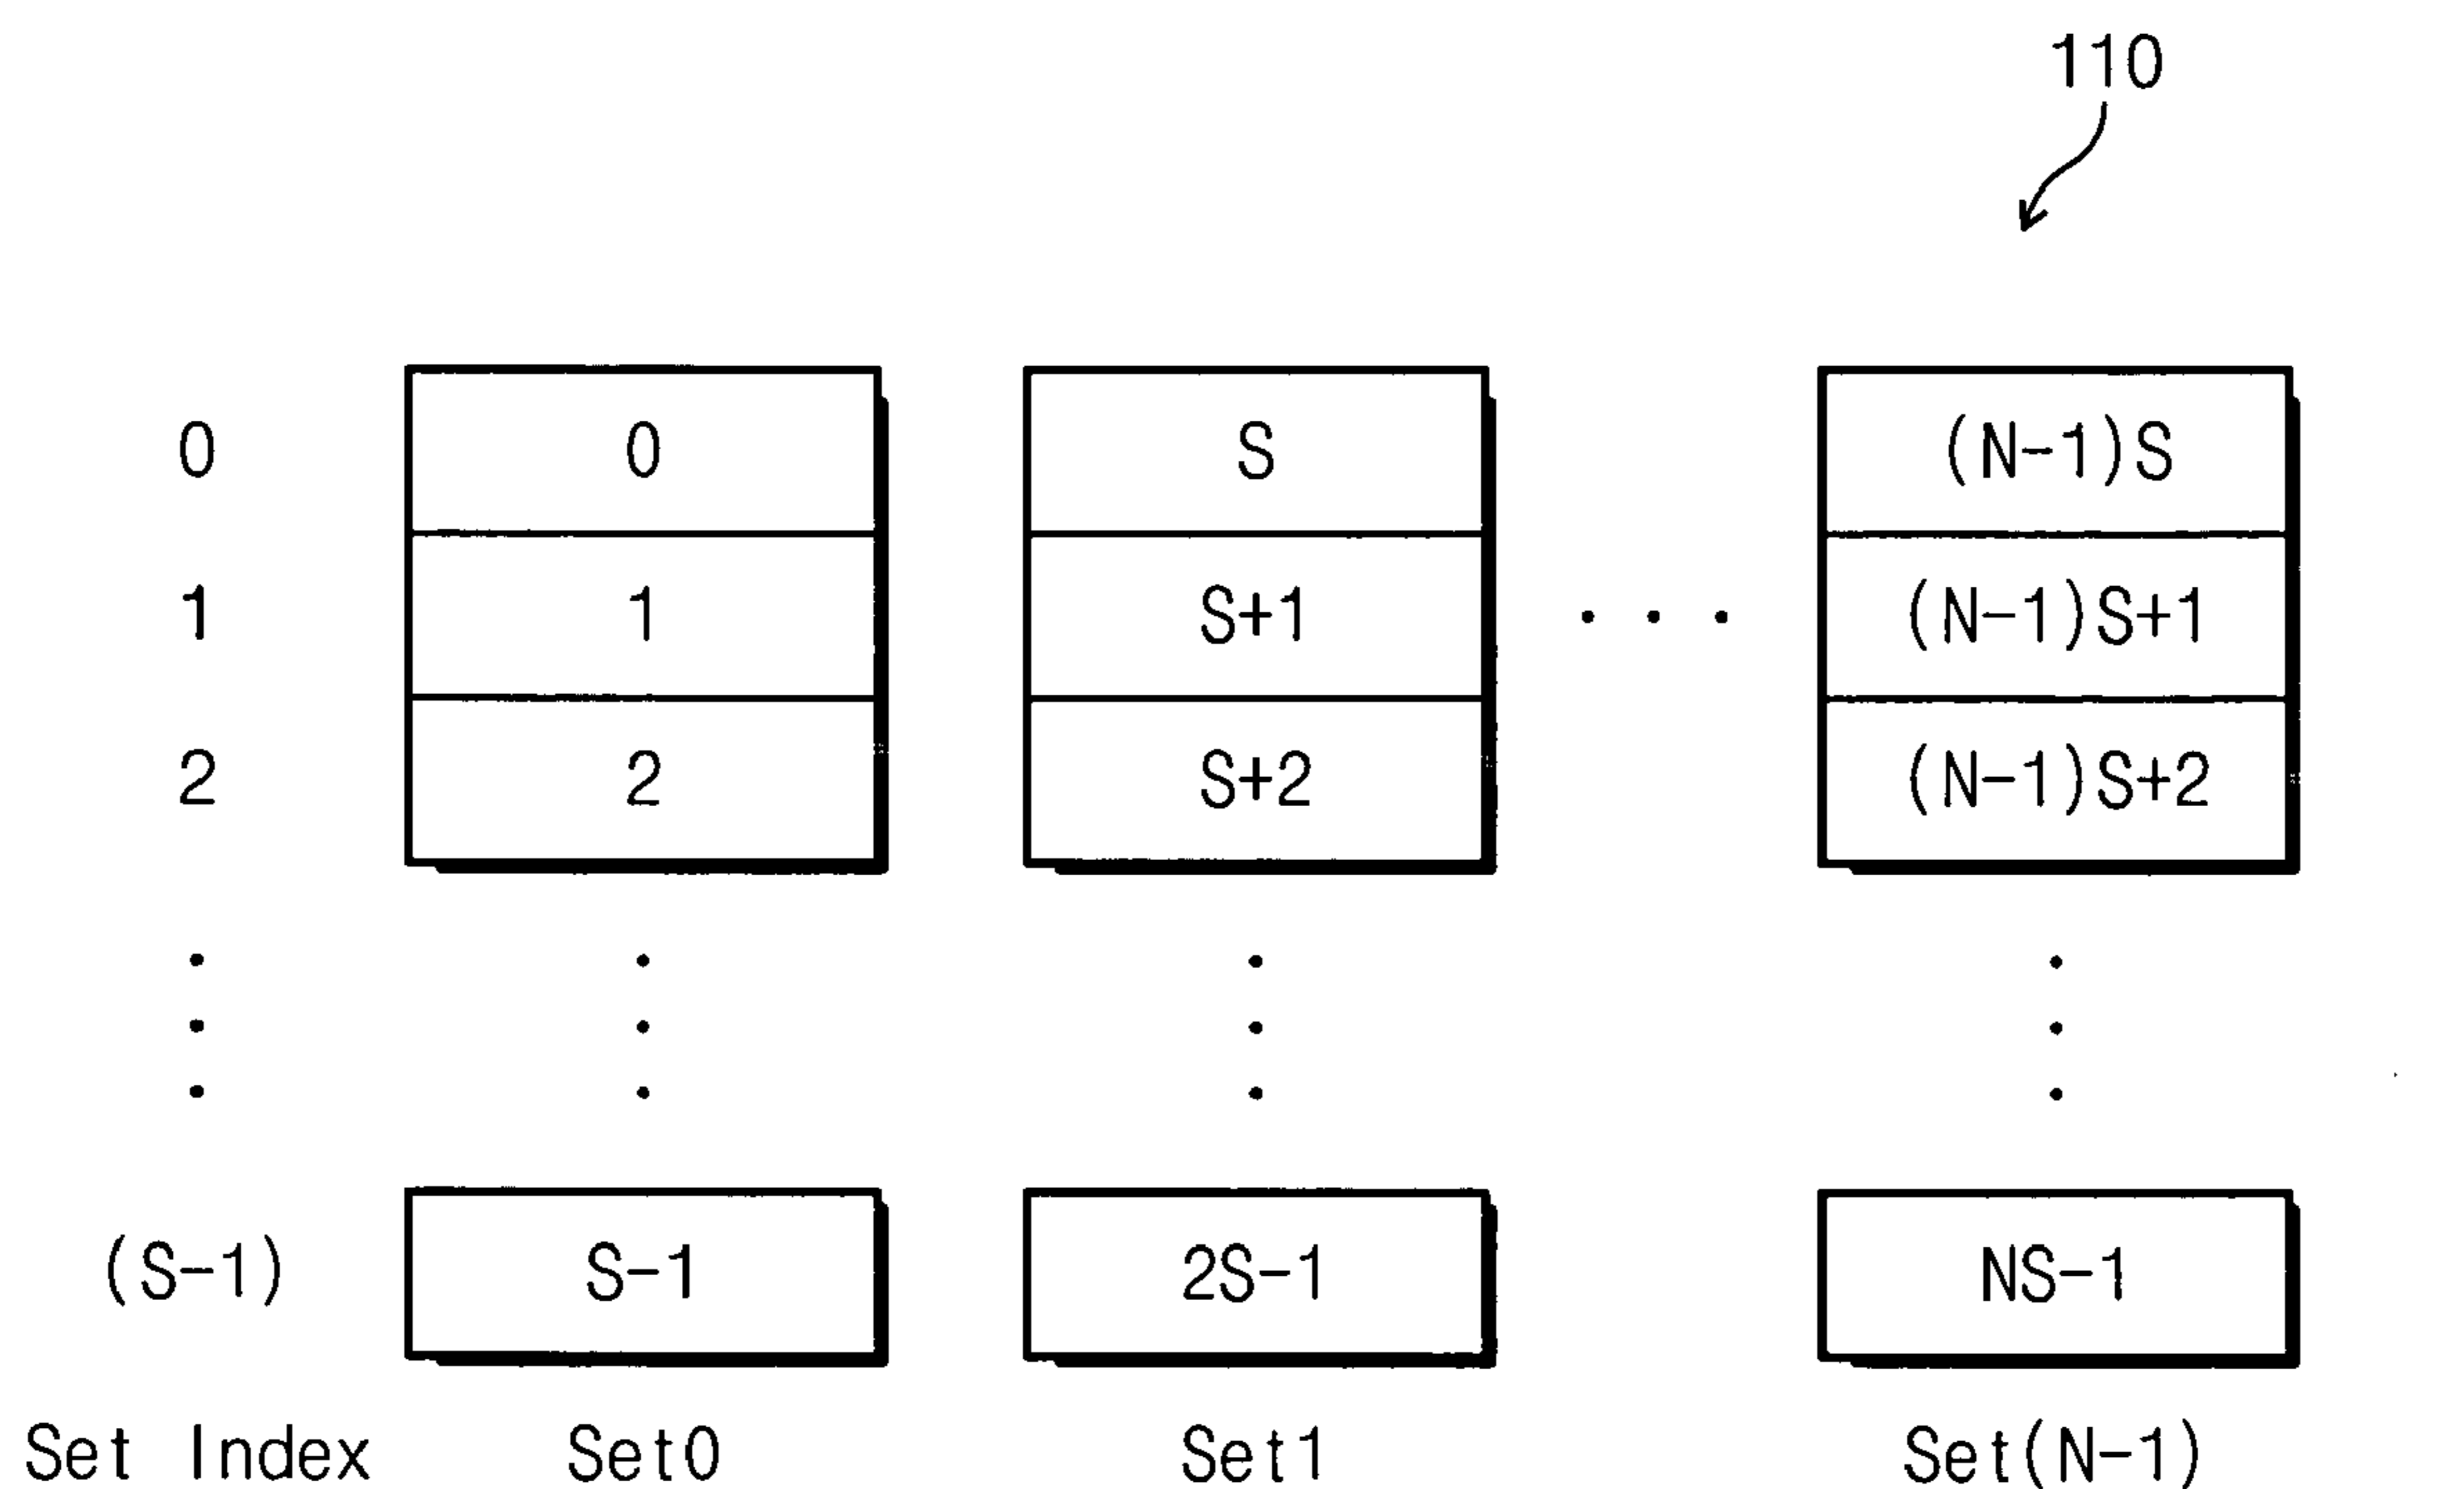 110
0 0 S (N-1)S
1 1 S+1 (N-1)S+1
. . .
2 2 S+2 (N-1)S+2
(S-1) S-1 2S-1 NS-1
Set Index Set0 Set1 Set(N-1)